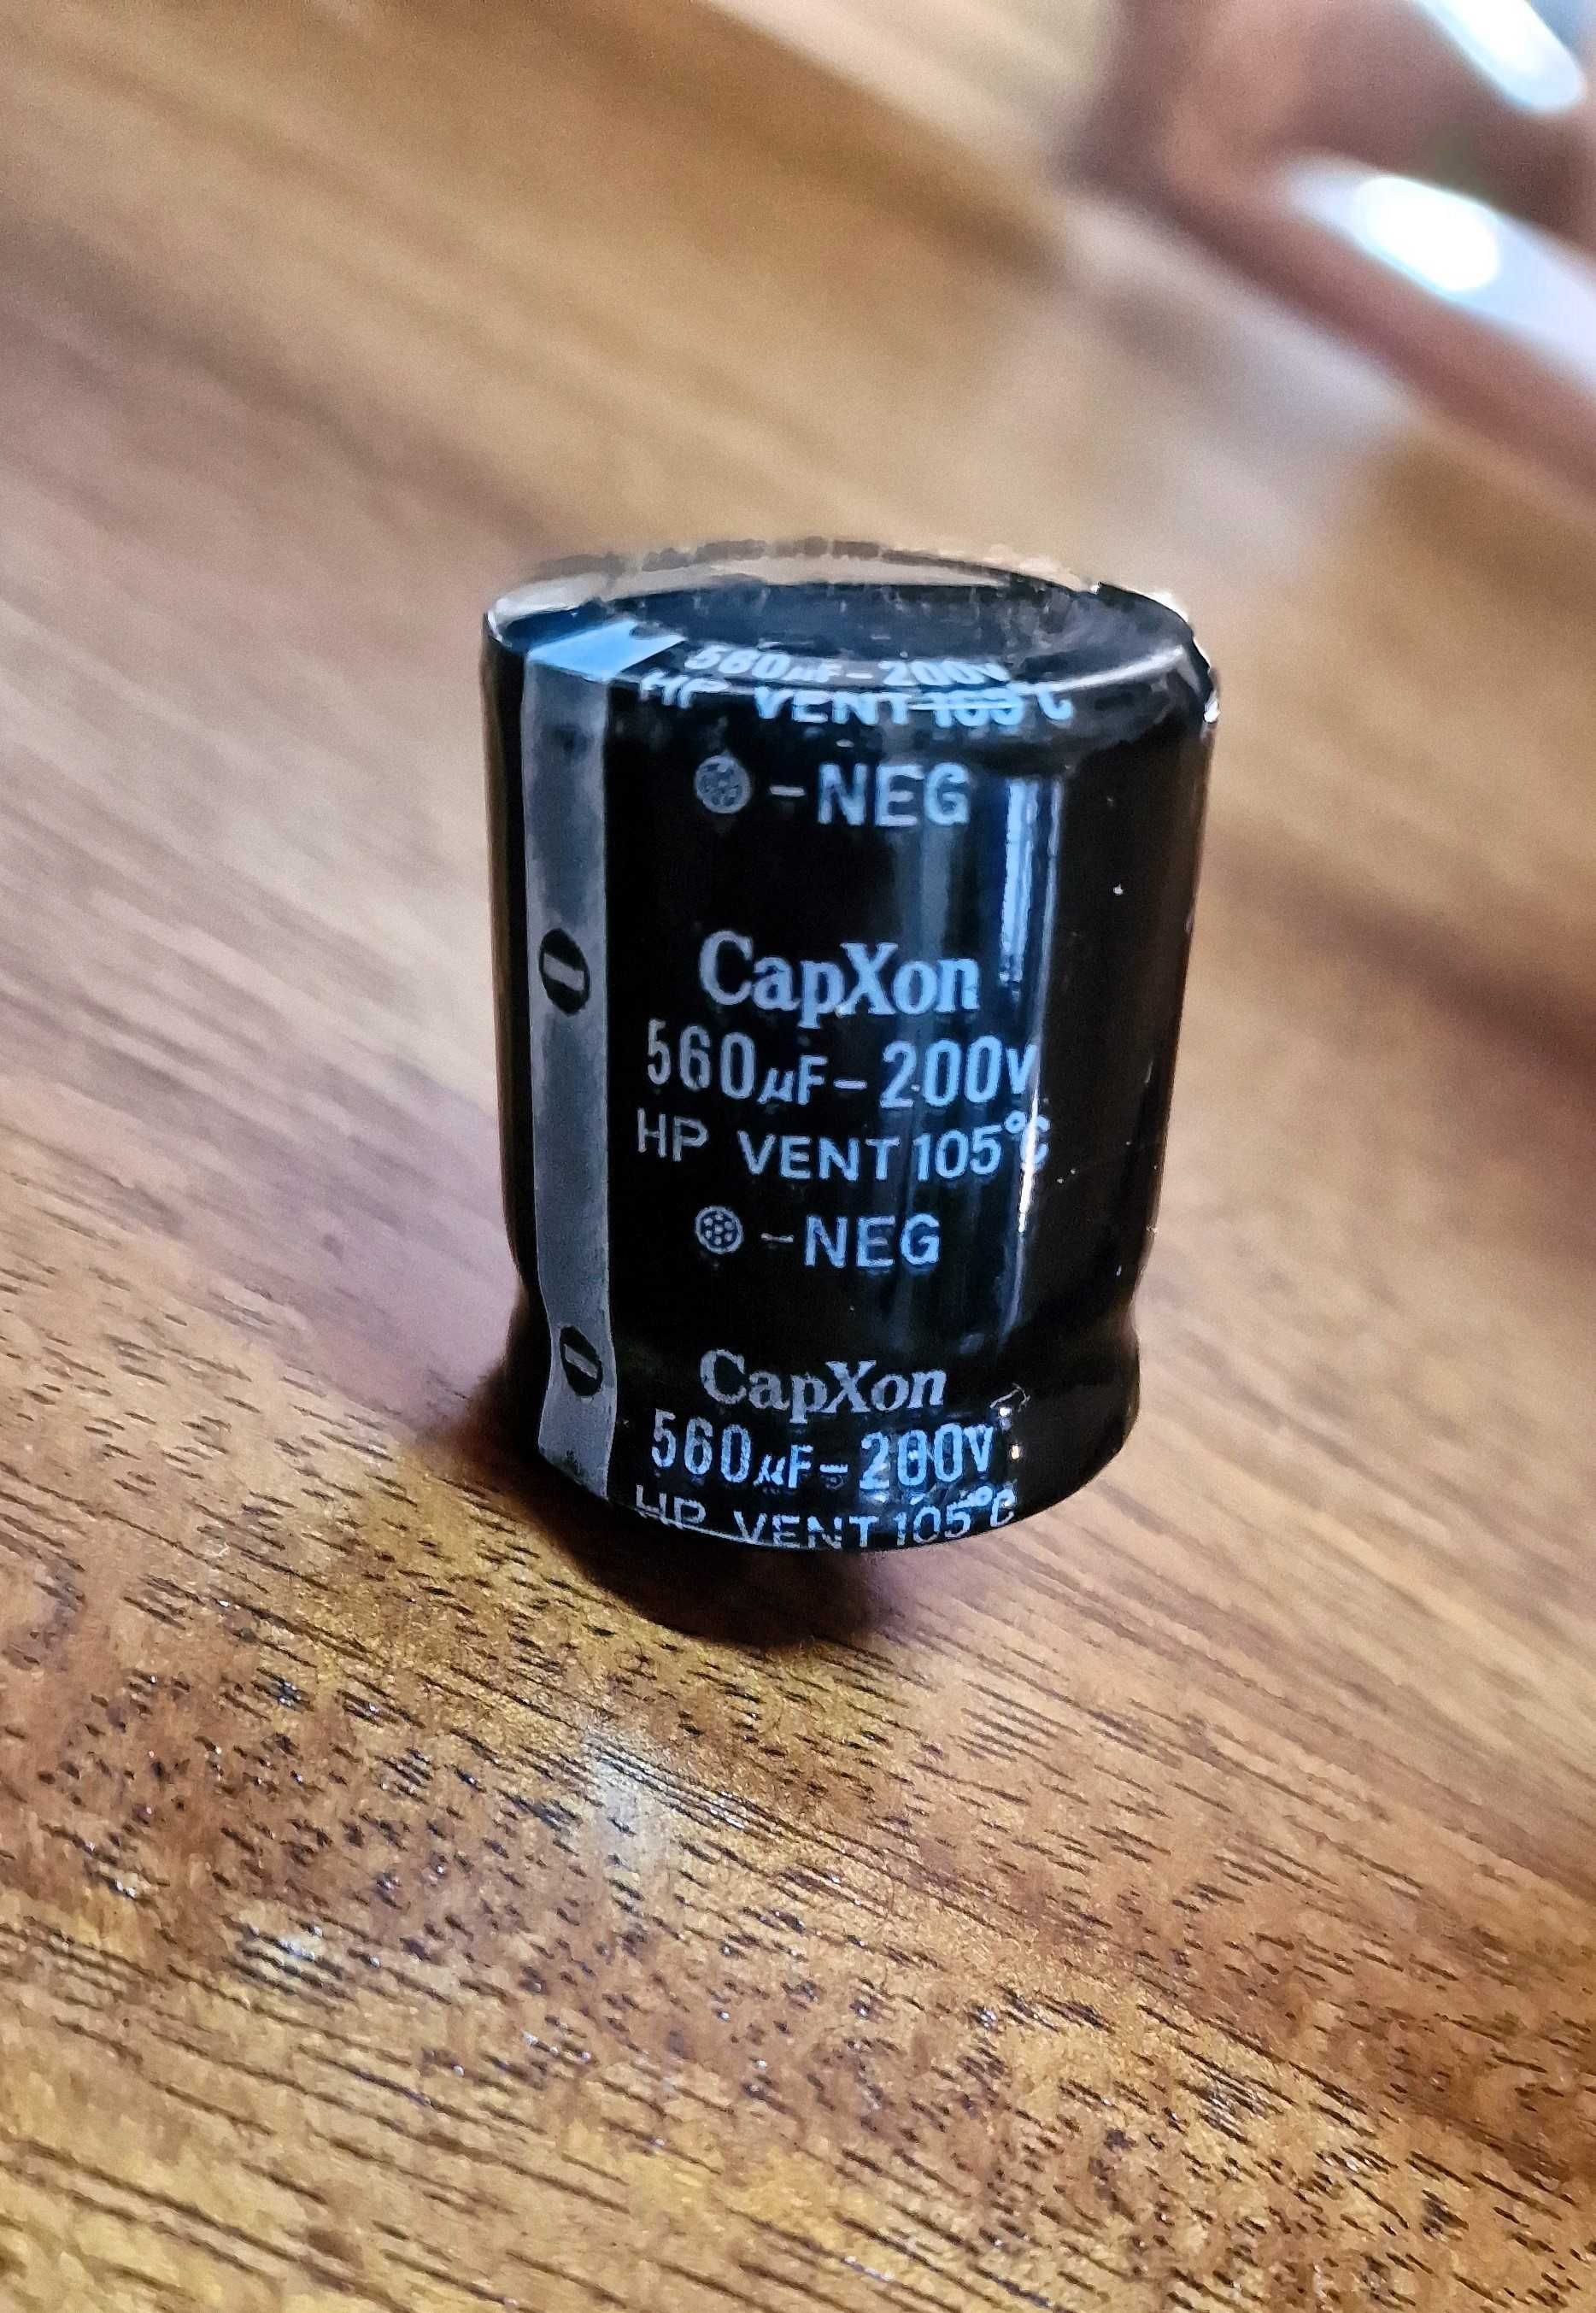 560µF-200v
HP VENT 105°C
-NEG
CapXon
560µF-200v
HP VENT 105°C
-NEG
CapXon
560µF-200v
HP VENT 105°C